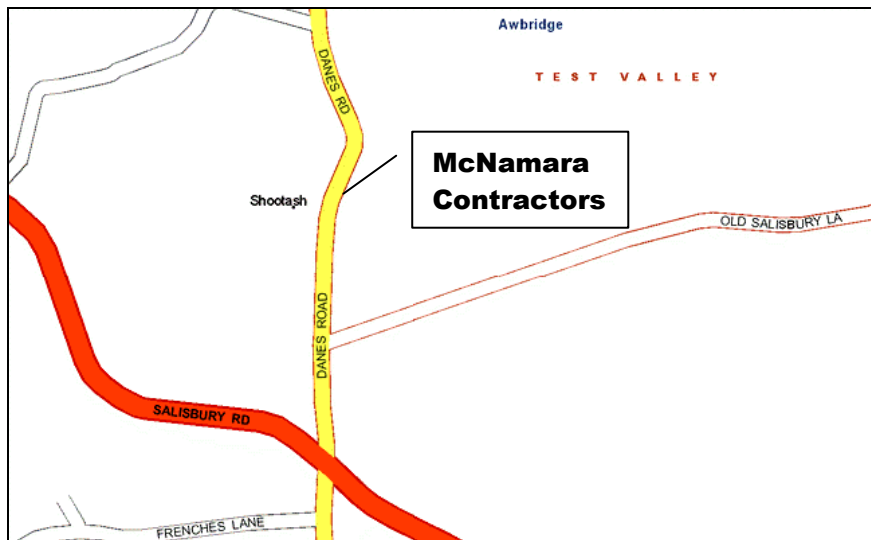 Awbridge
TEST VALLEY
DANES RD
McNamara
Contractors
Shootash
OLD SALISBURY LA
DANES ROAD
SALISBURY RD
FRENCHES LANE